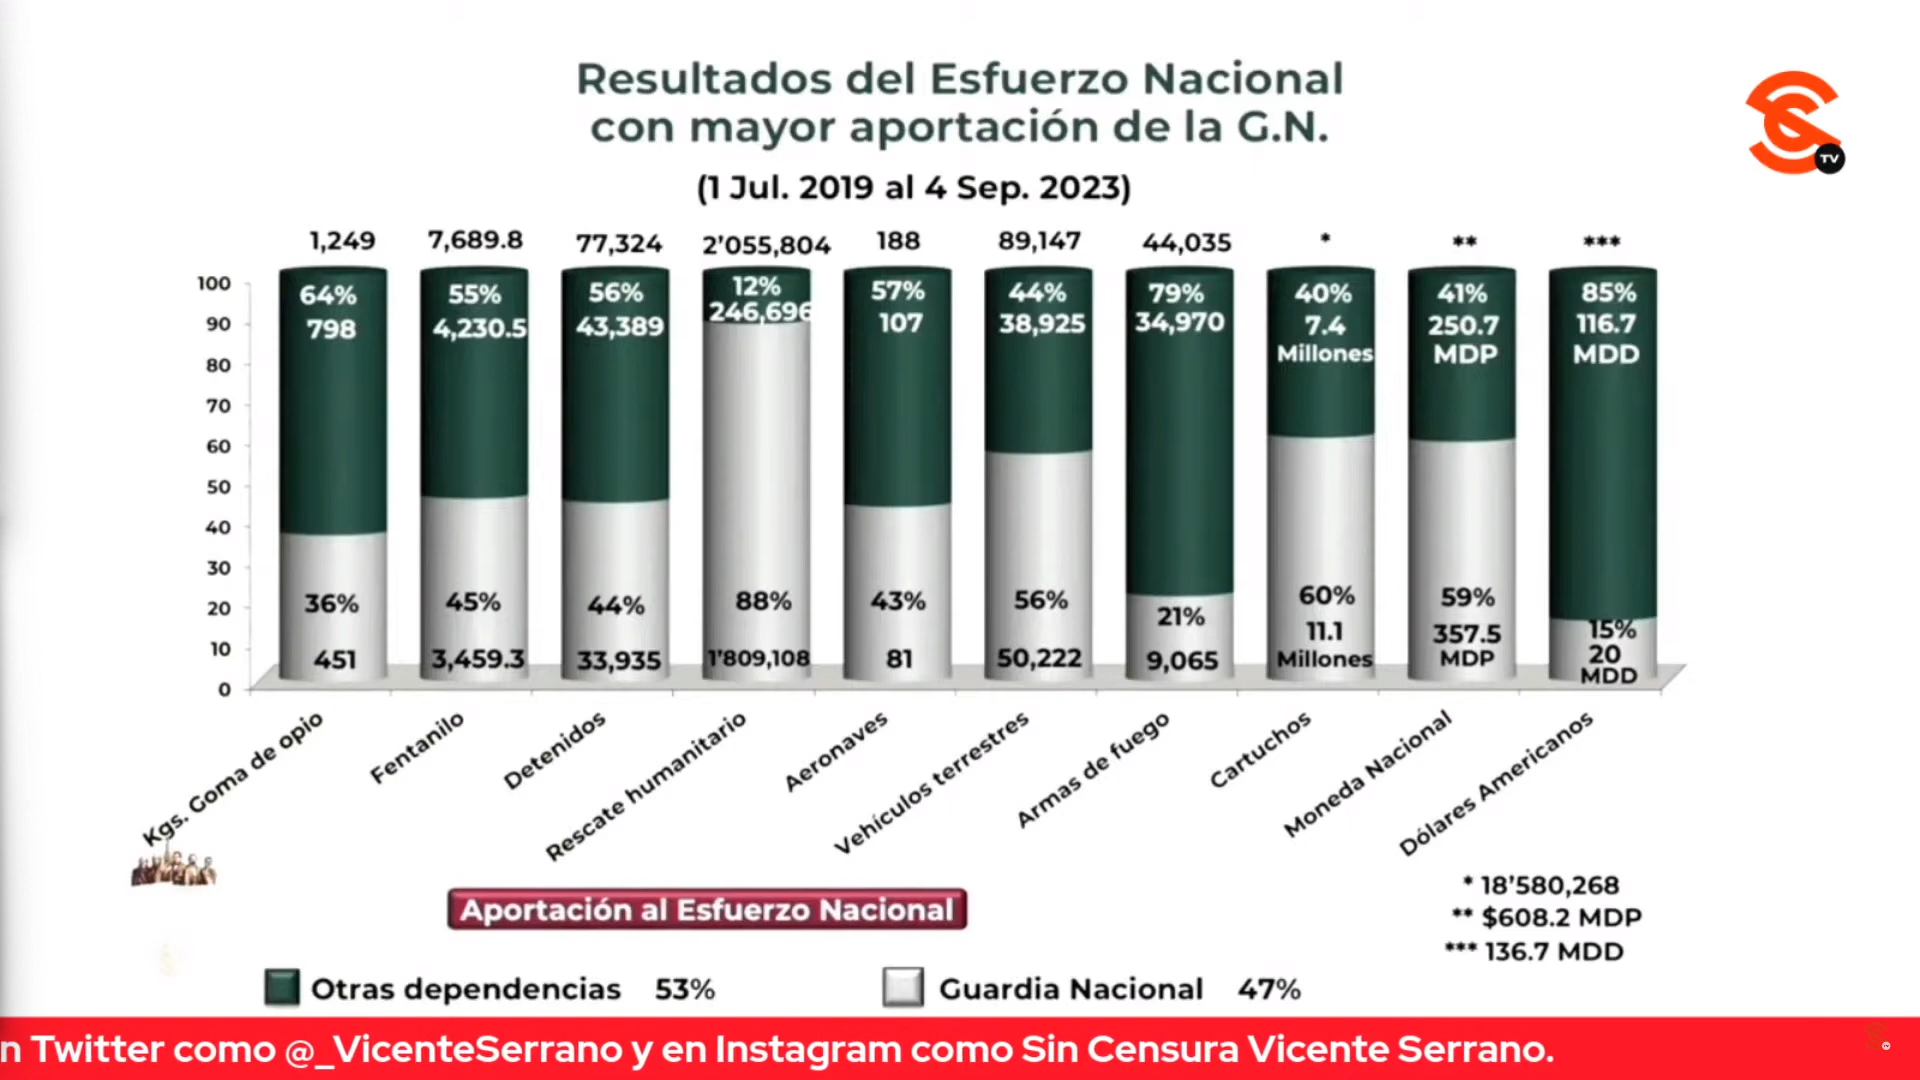 Resultados del Esfuerzo Nacional
con mayor aportación de la G.N.
(1 Jul. 2019 al 4 Sep. 2023)
TV
1,249 7,689.8 77,324 2’055,804 188 89,147 44,035 * ** ***
100
90
80
70
60
50
40
30
20
10
0
64%
798
36%
451
55%
4,230.5
45%
3,459.3
56%
43,389
44%
33,935
12%
246,696
88%
1’809,108
57%
107
43%
81
44%
38,925
56%
50,222
79%
34,970
21%
9,065
40%
7.4
Millones
60%
11.1
Millones
41%
250.7
MDP
59%
357.5
MDP
85%
116.7
MDD
15%
20
MDD
Kgs. Goma de opio
Fentanilo
Detenidos
Rescate humanitario
Aeronaves
Vehículos terrestres
Armas de fuego
Cartuchos
Moneda Nacional
Dólares Americanos
* 18’580,268
** $608.2 MDP
*** 136.7 MDD
Aportación al Esfuerzo Nacional
Otras dependencias 53%
Guardia Nacional 47%
n Twitter como @_VicenteSerrano y en Instagram como Sin Censura Vicente Serrano.